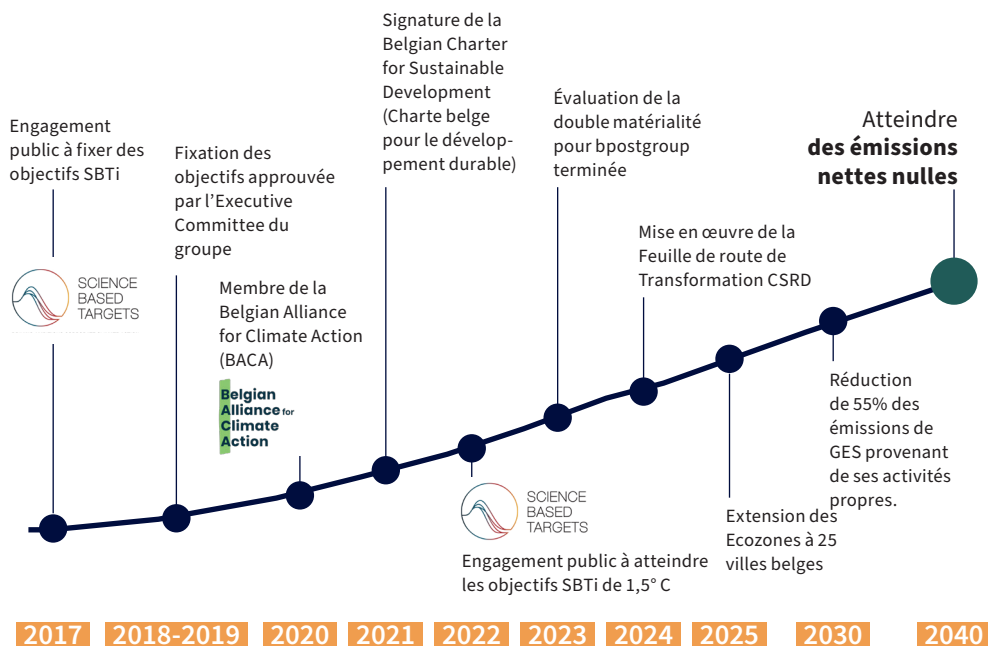 Engagement
public à fixer des
objectifs SBTi
SCIENCE
BASED
TARGETS
Fixation des
objectifs approuvée
par l’Executive
Committee du
groupe
Membre de la
Belgian Alliance
for Climate Action
(BACA)
Belgian
Alliance for
Climate
Action
Signature de la
Belgian Charter
for Sustainable
Development
(Charte belge
pour le dévelop-
pement durable)
SCIENCE
BASED
TARGETS
Engagement public à atteindre
les objectifs SBTi de 1,5° C
Évaluation de la
double matérialité
pour bpostgroup
terminée
Mise en œuvre de la
Feuille de route de
Transformation CSRD
Extension des
Ecozones à 25
villes belges
Réduction
de 55% des
émissions de
GES provenant
de ses activités
propres.
Atteindre
des émissions
nettes nulles
2017
2018-2019
2020
2021
2022
2023
2024
2025
2030
2040